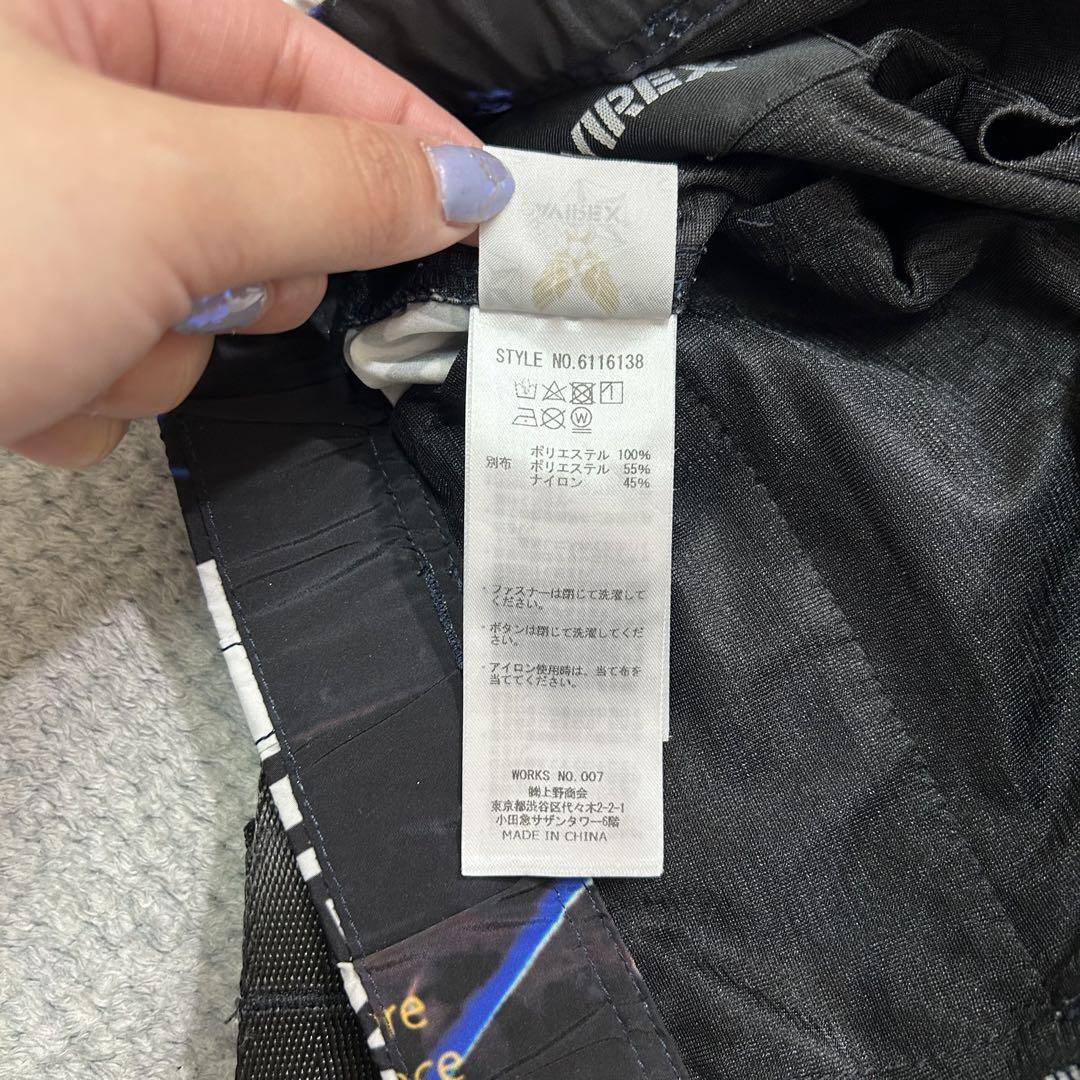 AVIREX
STYLE NO.6116138
ポリエステル 100%
別布 ポリエステル 55%
ナイロン 45%
・ファスナーは閉じて洗濯して
ください。
・ボタンは閉じて洗濯してくだ
さい。
・アイロン使用時は、当て布を
当ててください。
WORKS NO.007
㈱上野商会
東京都渋谷区代々木2-2-1
小田急サザンタワー6階
MADE IN CHINA
re